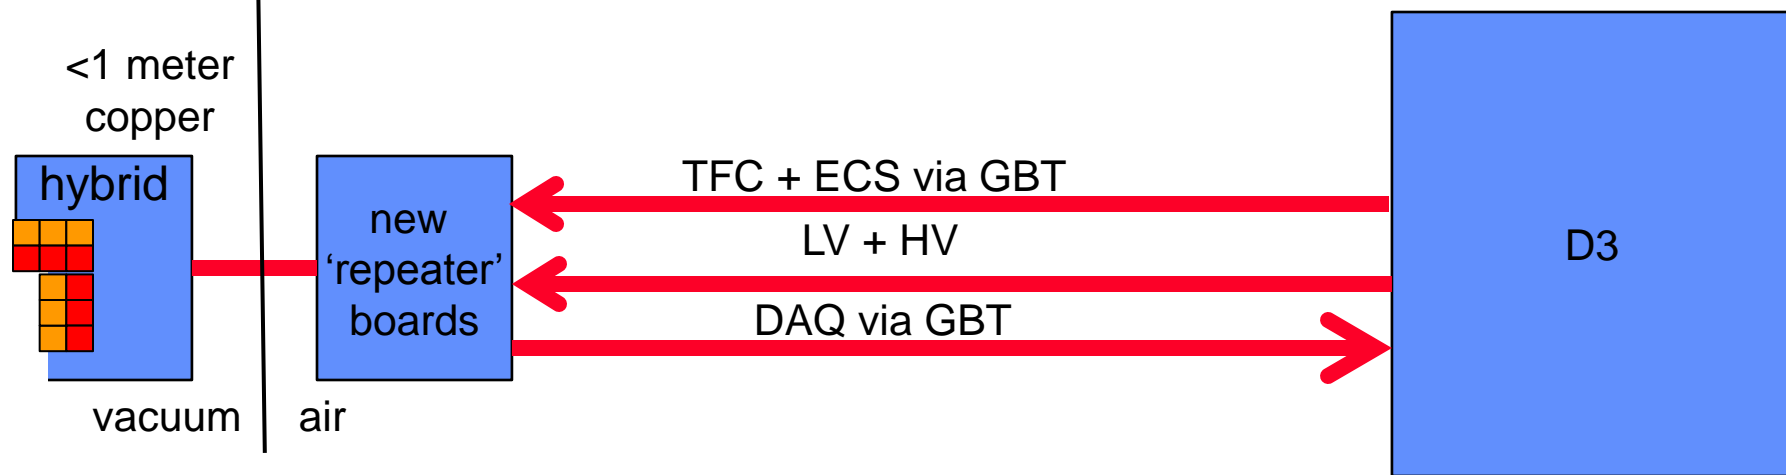 <1 meter
copper
hybrid
new
‘repeater’
boards
TFC + ECS via GBT
LV + HV
DAQ via GBT
D3
vacuum
air